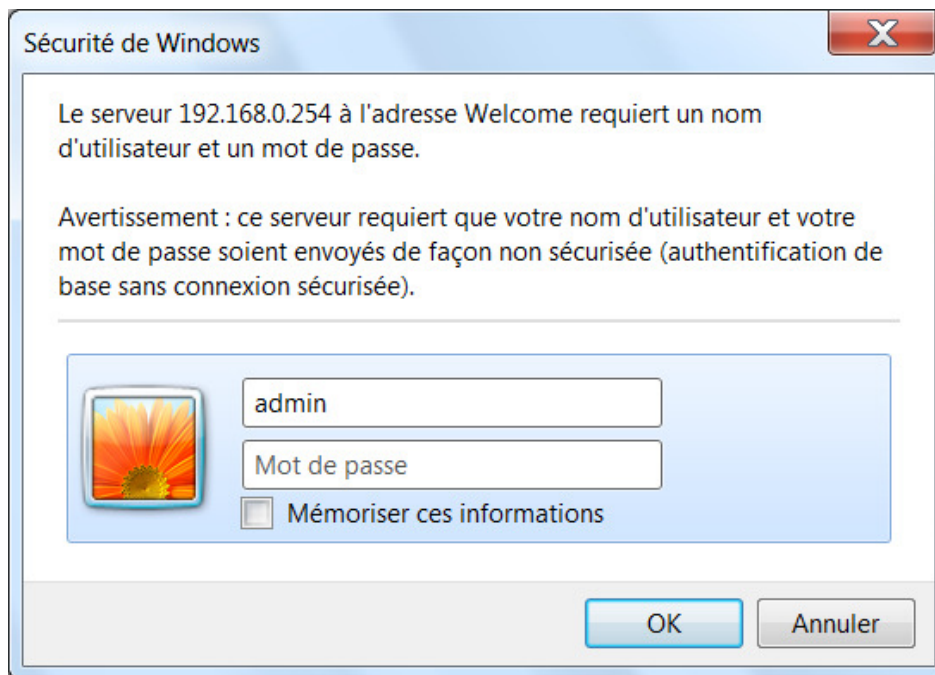 Sécurité de Windows
Le serveur 192.168.0.254 à l'adresse Welcome requiert un nom
d'utilisateur et un mot de passe.
Avertissement : ce serveur requiert que votre nom d'utilisateur et votre
mot de passe soient envoyés de façon non sécurisée (authentification de
base sans connexion sécurisée).
admin
Mot de passe
Mémoriser ces informations
OK
Annuler